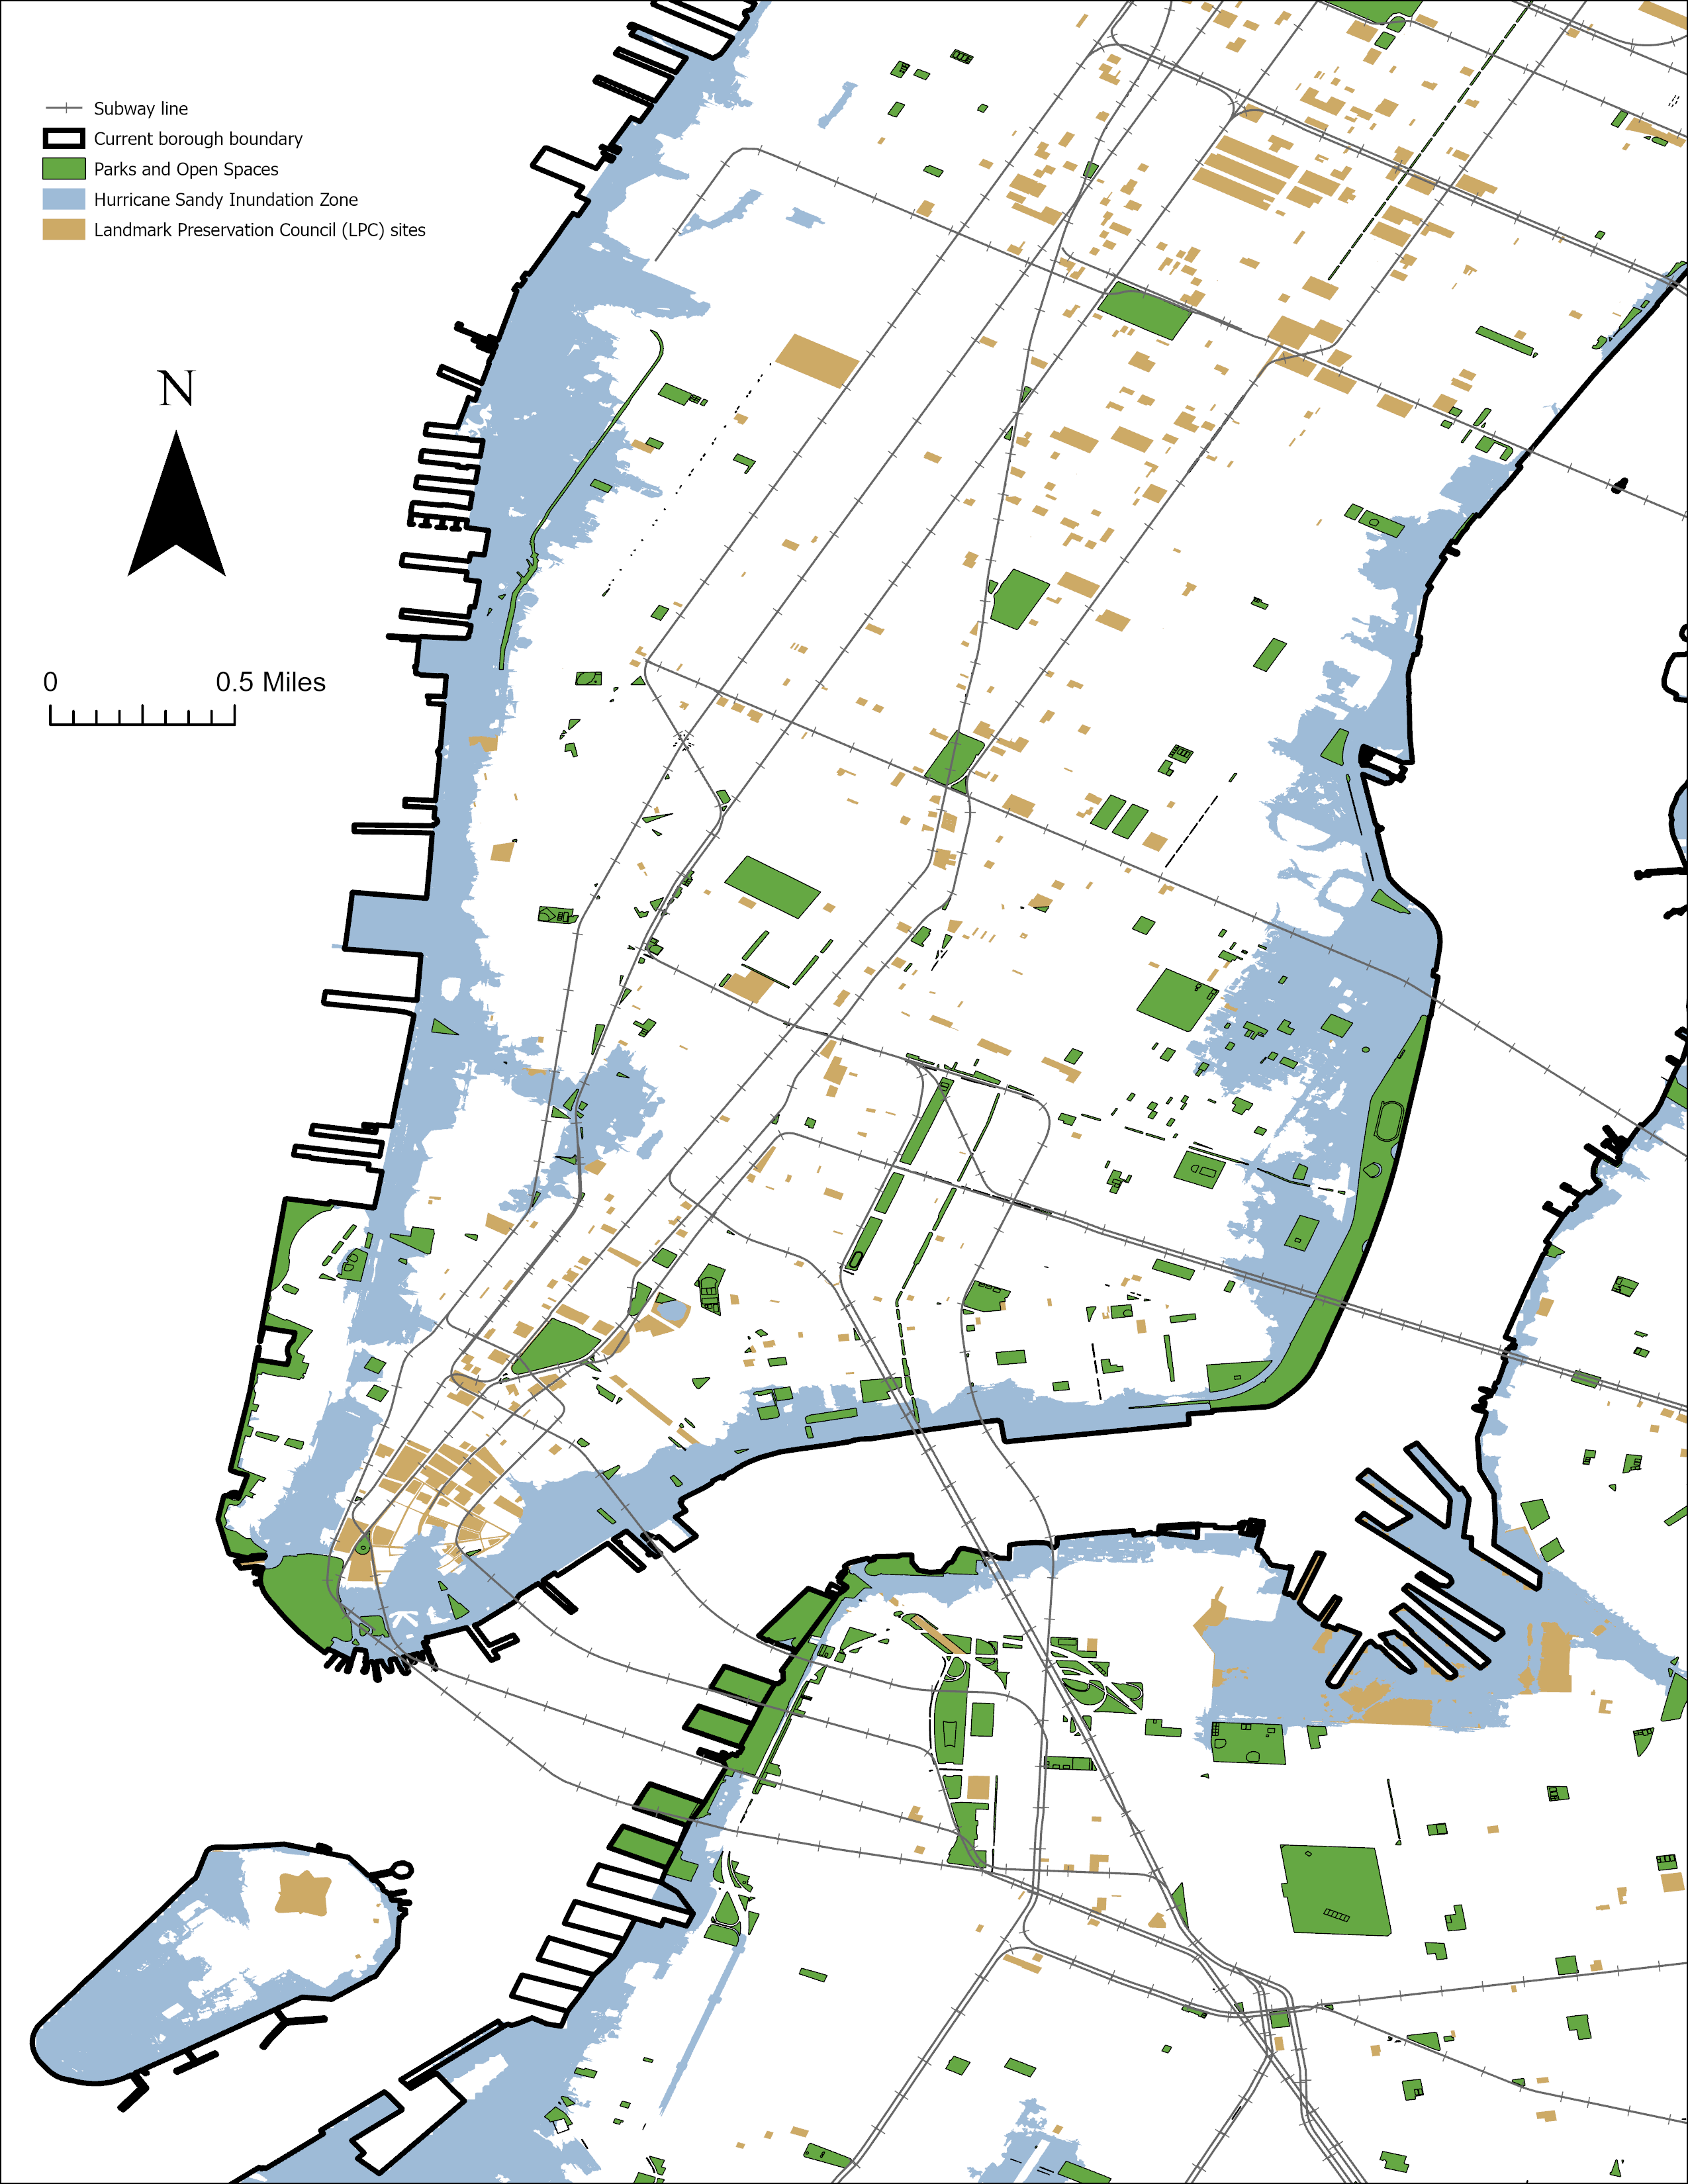 Subway line
Current borough boundary
Parks and Open Spaces
Hurricane Sandy Inundation Zone
Landmark Preservation Council (LPC) sites
N
0 0.5 Miles